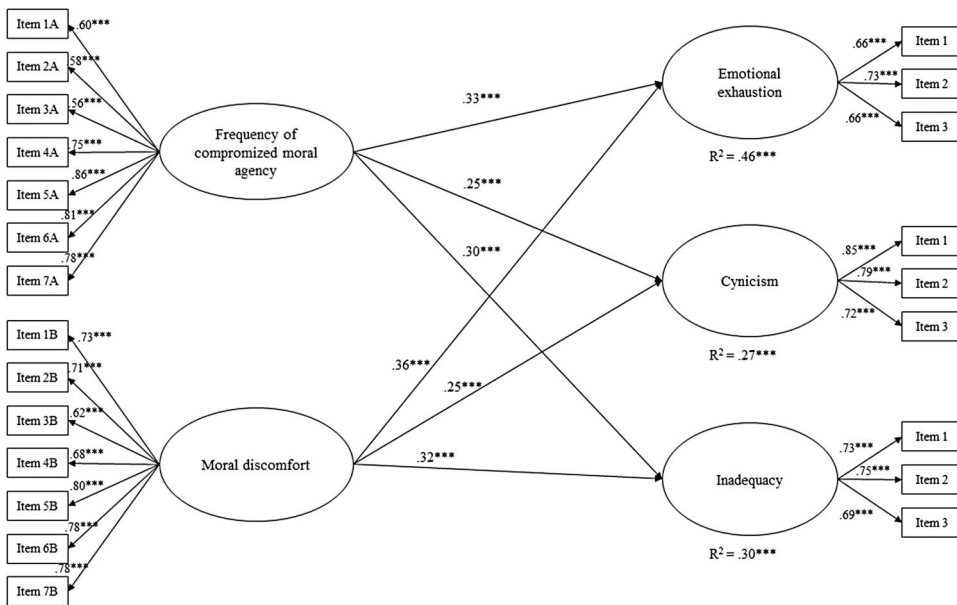 Item 1A
.60***
Item 2A
.58***
Item 3A
.56***
Item 4A
.75***
Item 5A
.86***
Item 6A
.81***
Item 7A
.78***
Frequency of
compromized moral
agency
Item 1B
.73***
Item 2B
.71***
Item 3B
.62***
Item 4B
.68***
Item 5B
.80***
Item 6B
.78***
Item 7B
.78***
Moral discomfort
.33***
.25***
.30***
.36***
.25***
.32***
Emotional
exhaustion
R² = .46***
.66***
Item 1
.73***
Item 2
.66***
Item 3
Cynicism
R² = .27***
.85***
Item 1
.79***
Item 2
.72***
Item 3
Inadequacy
R² = .30***
.73***
Item 1
.75***
Item 2
.69***
Item 3